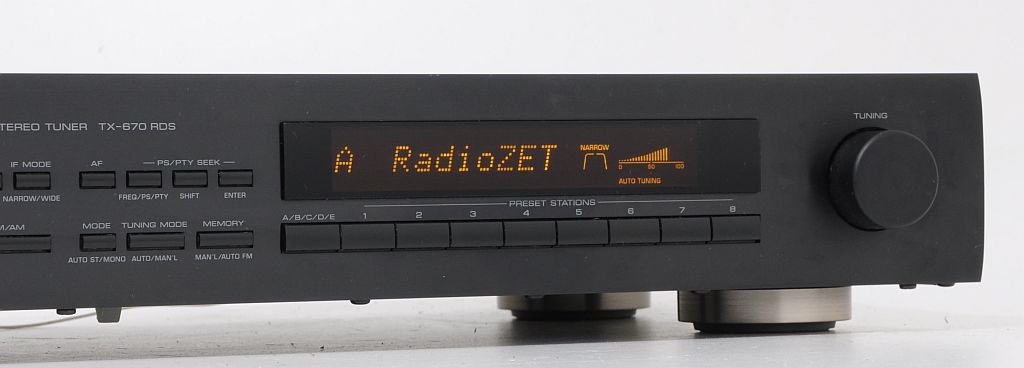 TEREO TUNER TX-670 RDS
TUNING
IF MODE
AF
PS/PTY SEEK
NARROW/WIDE
FREQ/PS/PTY
SHIFT
ENTER
A RadioZET
NARROW
0 50 100
AUTO TUNING
PRESET STATIONS
A/B/C/D/E 1 2 3 4 5 6 7 8
M/AM
MODE
TUNING MODE
MEMORY
AUTO ST/MONO
AUTO/MAN'L
MAN'L/AUTO FM